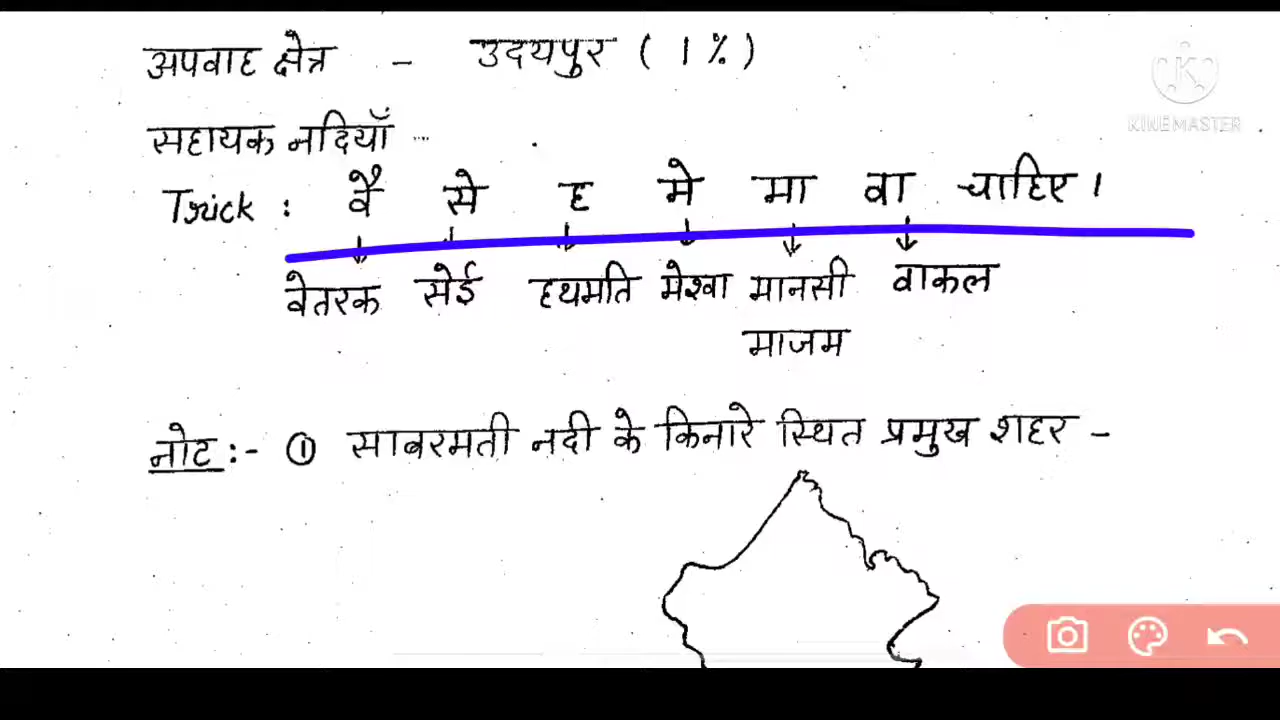 अपवाह क्षेत्र - उदयपुर ( 1 % )
KINEMASTER
सहायक नदियाँ
Trick : वै से ह मे मा वा चाहिए ।
वेतरक सेई हथमति मेश्वा मानसी वाकल
माजम
नोट :- ① साबरमती नदी के किनारे स्थित प्रमुख शहर -